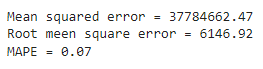 Mean squared error = 37784662.47
Root meen square error = 6146.92
MAPE = 0.07